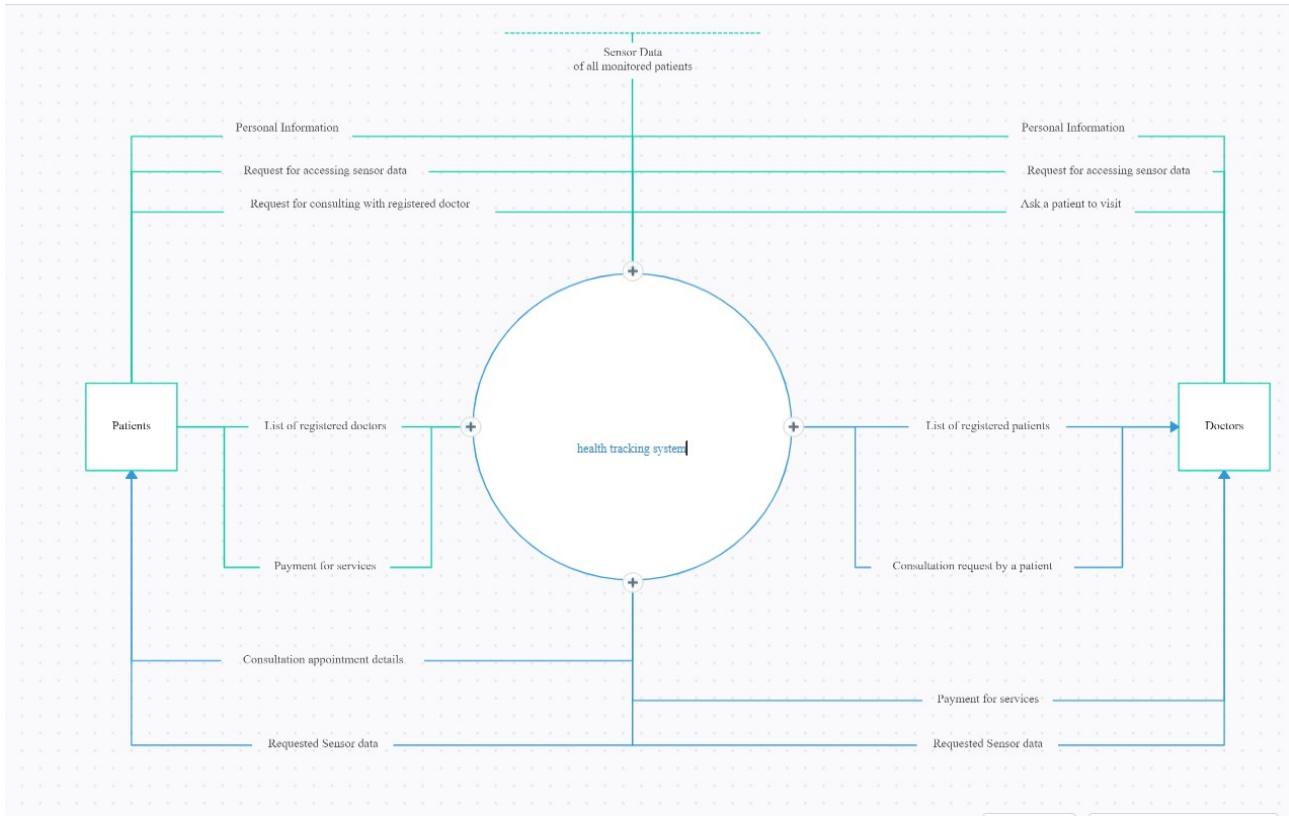 Sensor Data
of all monitored patients
Personal Information
Personal Information
Request for accessing sensor data
Request for accessing sensor data
Request for consulting with registered doctor
Ask a patient to visit
Patients
List of registered doctors
health tracking system
List of registered patients
Doctors
Payment for services
Consultation request by a patient
Consultation appointment details
Payment for services
Requested Sensor data
Requested Sensor data